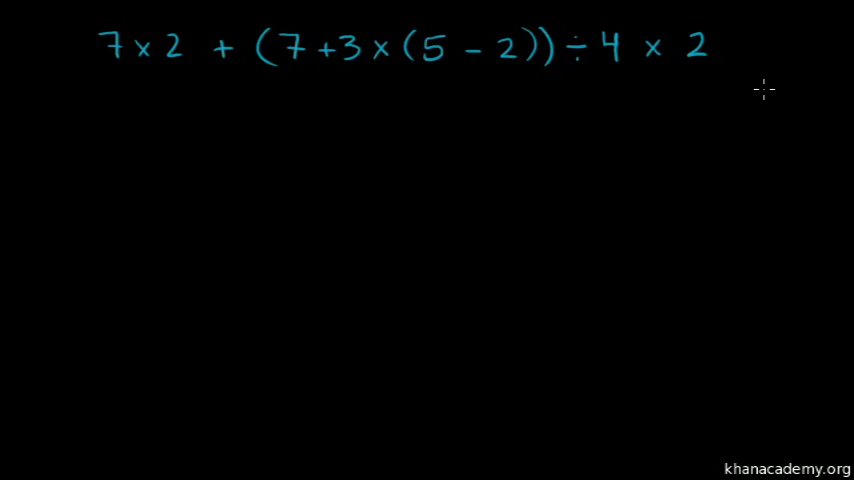 7 × 2 + (7 + 3 × (5 - 2)) ÷ 4 × 2
khanacademy.org